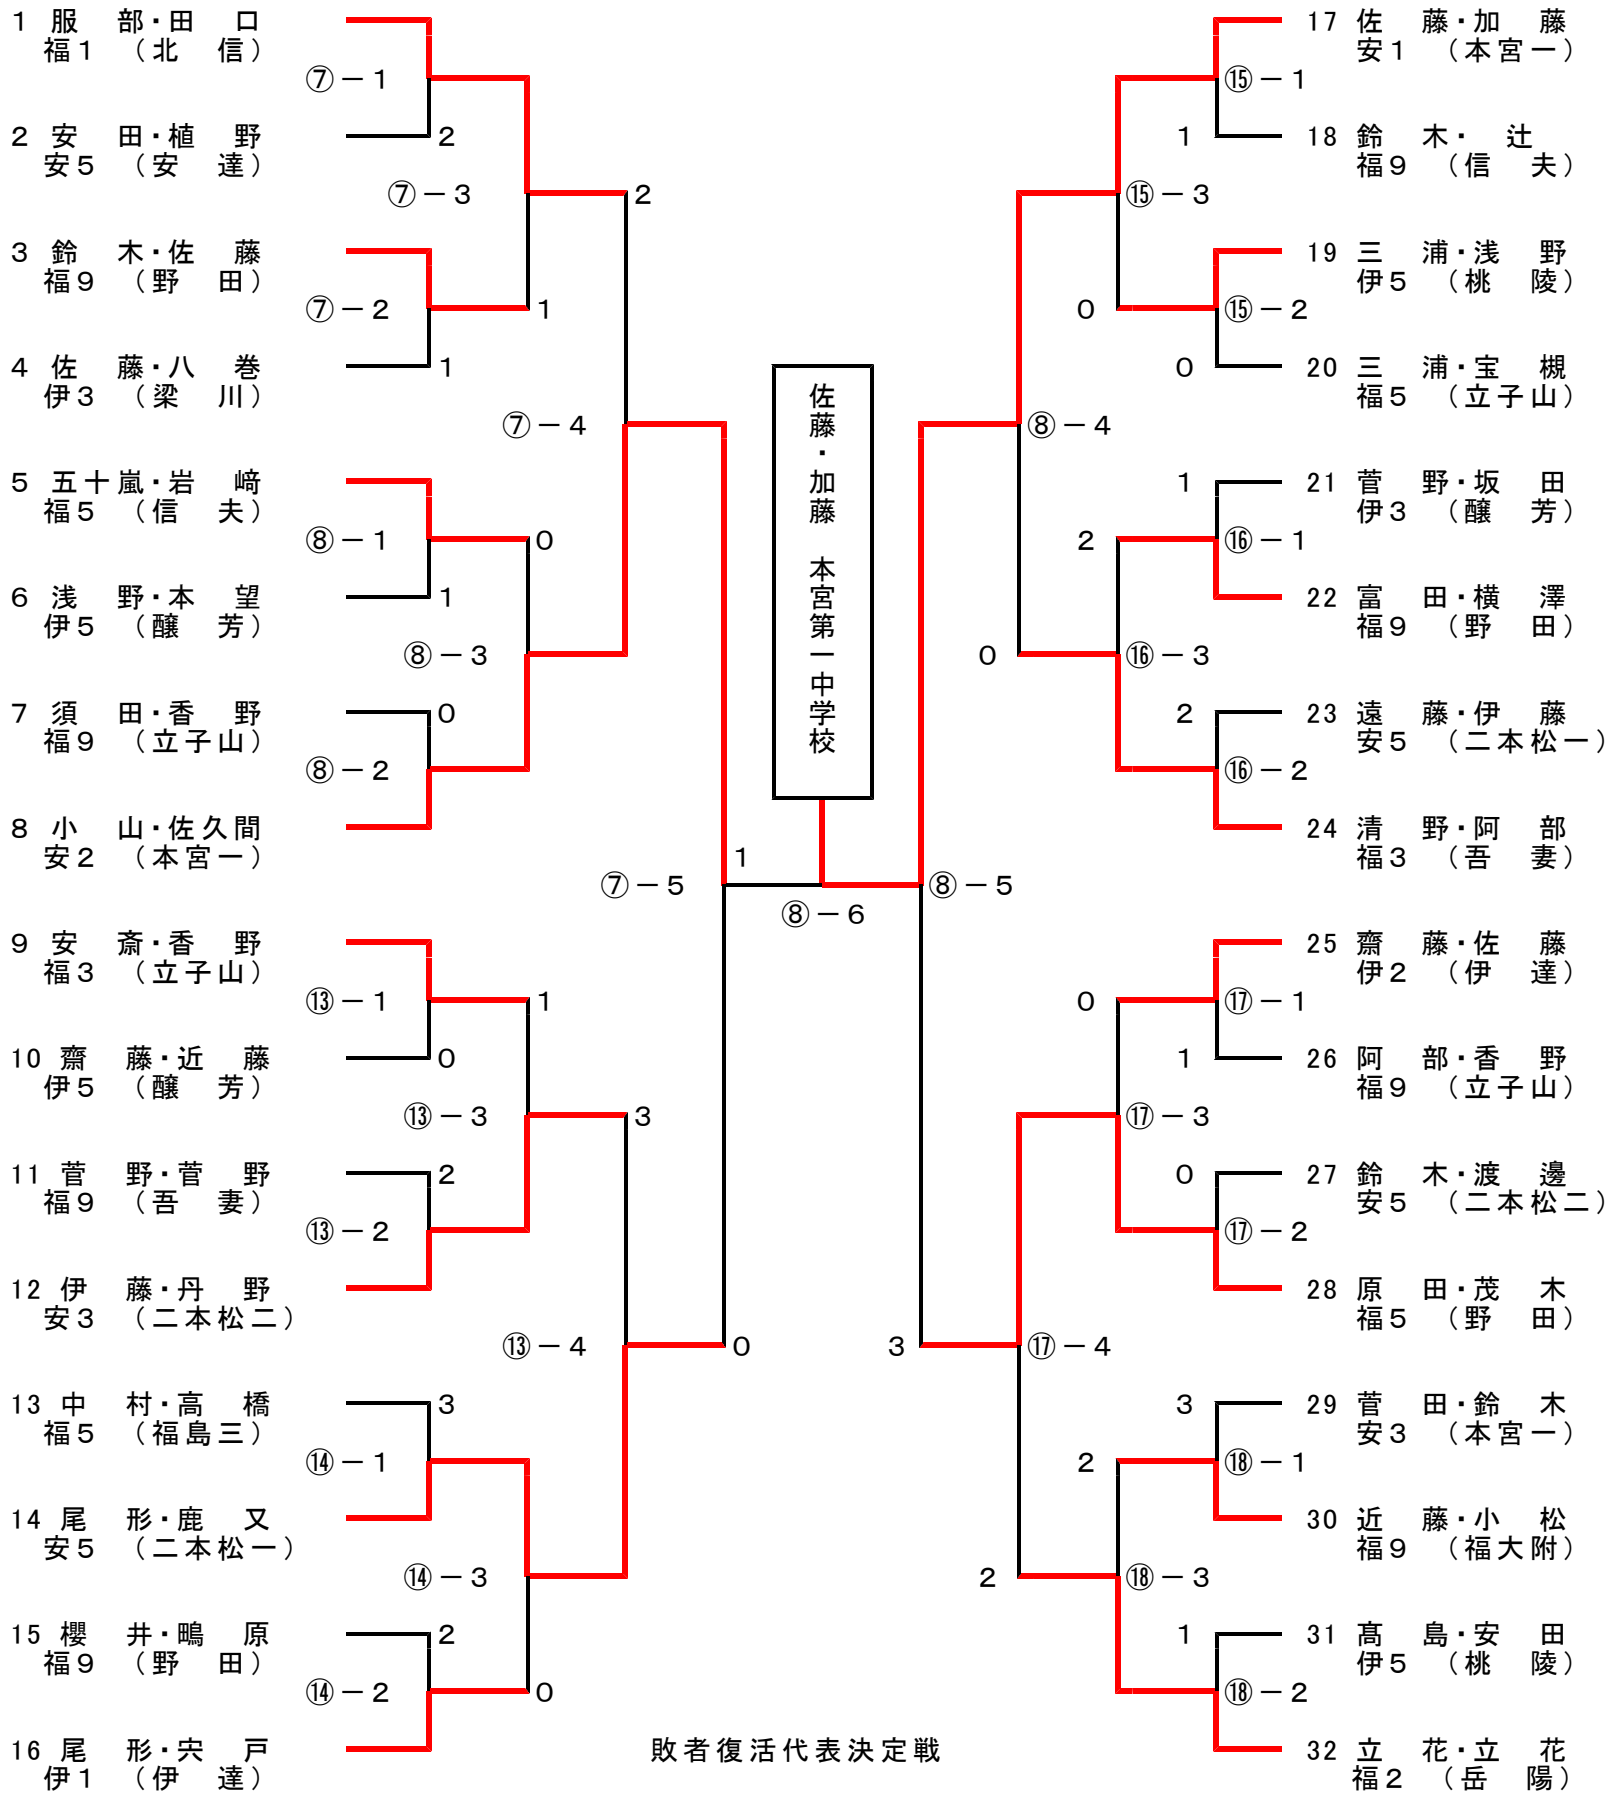 1 服　部・田　口
福1 （北　信）
⑦－1
2 安　田・植　野
安5 （安　達）
2
⑦－3
2
3 鈴　木・佐　藤
福9 （野　田）
⑦－2
1
4 佐　藤・八　巻
伊3 （梁　川）
1
⑦－4
5 五十嵐・岩　﨑
福5 （信　夫）
⑧－1
0
6 浅　野・本　望
伊5 （醸　芳）
1
⑧－3
7 須　田・香　野
福9 （立子山）
0
⑧－2
8 小　山・佐久間
安2 （本宮一）
1
⑦－5
9 安　斎・香　野
福3 （立子山）
⑬－1
1
10 齋　藤・近　藤
伊5 （醸　芳）
0
⑬－3
3
11 菅　野・菅　野
福9 （吾　妻）
2
⑬－2
12 伊　藤・丹　野
安3 （二本松二）
⑬－4
0
13 中　村・高　橋
福5 （福島三）
3
⑭－1
14 尾　形・鹿　又
安5 （二本松一）
⑭－3
15 櫻　井・鴫　原
福9 （野　田）
2
⑭－2
0
16 尾　形・宍　戸
伊1 （伊　達）
佐藤・加藤　本宮第一中学校
⑧－6
敗者復活代表決定戦
17 佐　藤・加　藤
安1 （本宮一）
⑮－1
1
18 鈴　木・　辻
福9 （信　夫）
⑮－3
19 三　浦・浅　野
伊5 （桃　陵）
0
⑮－2
0
20 三　浦・宝　槻
福5 （立子山）
⑧－4
1
21 菅　野・坂　田
伊3 （醸　芳）
2
⑯－1
22 富　田・横　澤
福9 （野　田）
0
⑯－3
2
23 遠　藤・伊　藤
安5 （二本松一）
⑯－2
24 清　野・阿　部
福3 （吾　妻）
⑧－5
25 齋　藤・佐　藤
伊2 （伊　達）
0
⑰－1
1
26 阿　部・香　野
福9 （立子山）
⑰－3
0
27 鈴　木・渡　邊
安5 （二本松二）
⑰－2
28 原　田・茂　木
福5 （野　田）
3
⑰－4
3
29 菅　田・鈴　木
安3 （本宮一）
2
⑱－1
30 近　藤・小　松
福9 （福大附）
2
⑱－3
1
31 髙　島・安　田
伊5 （桃　陵）
⑱－2
32 立　花・立　花
福2 （岳　陽）